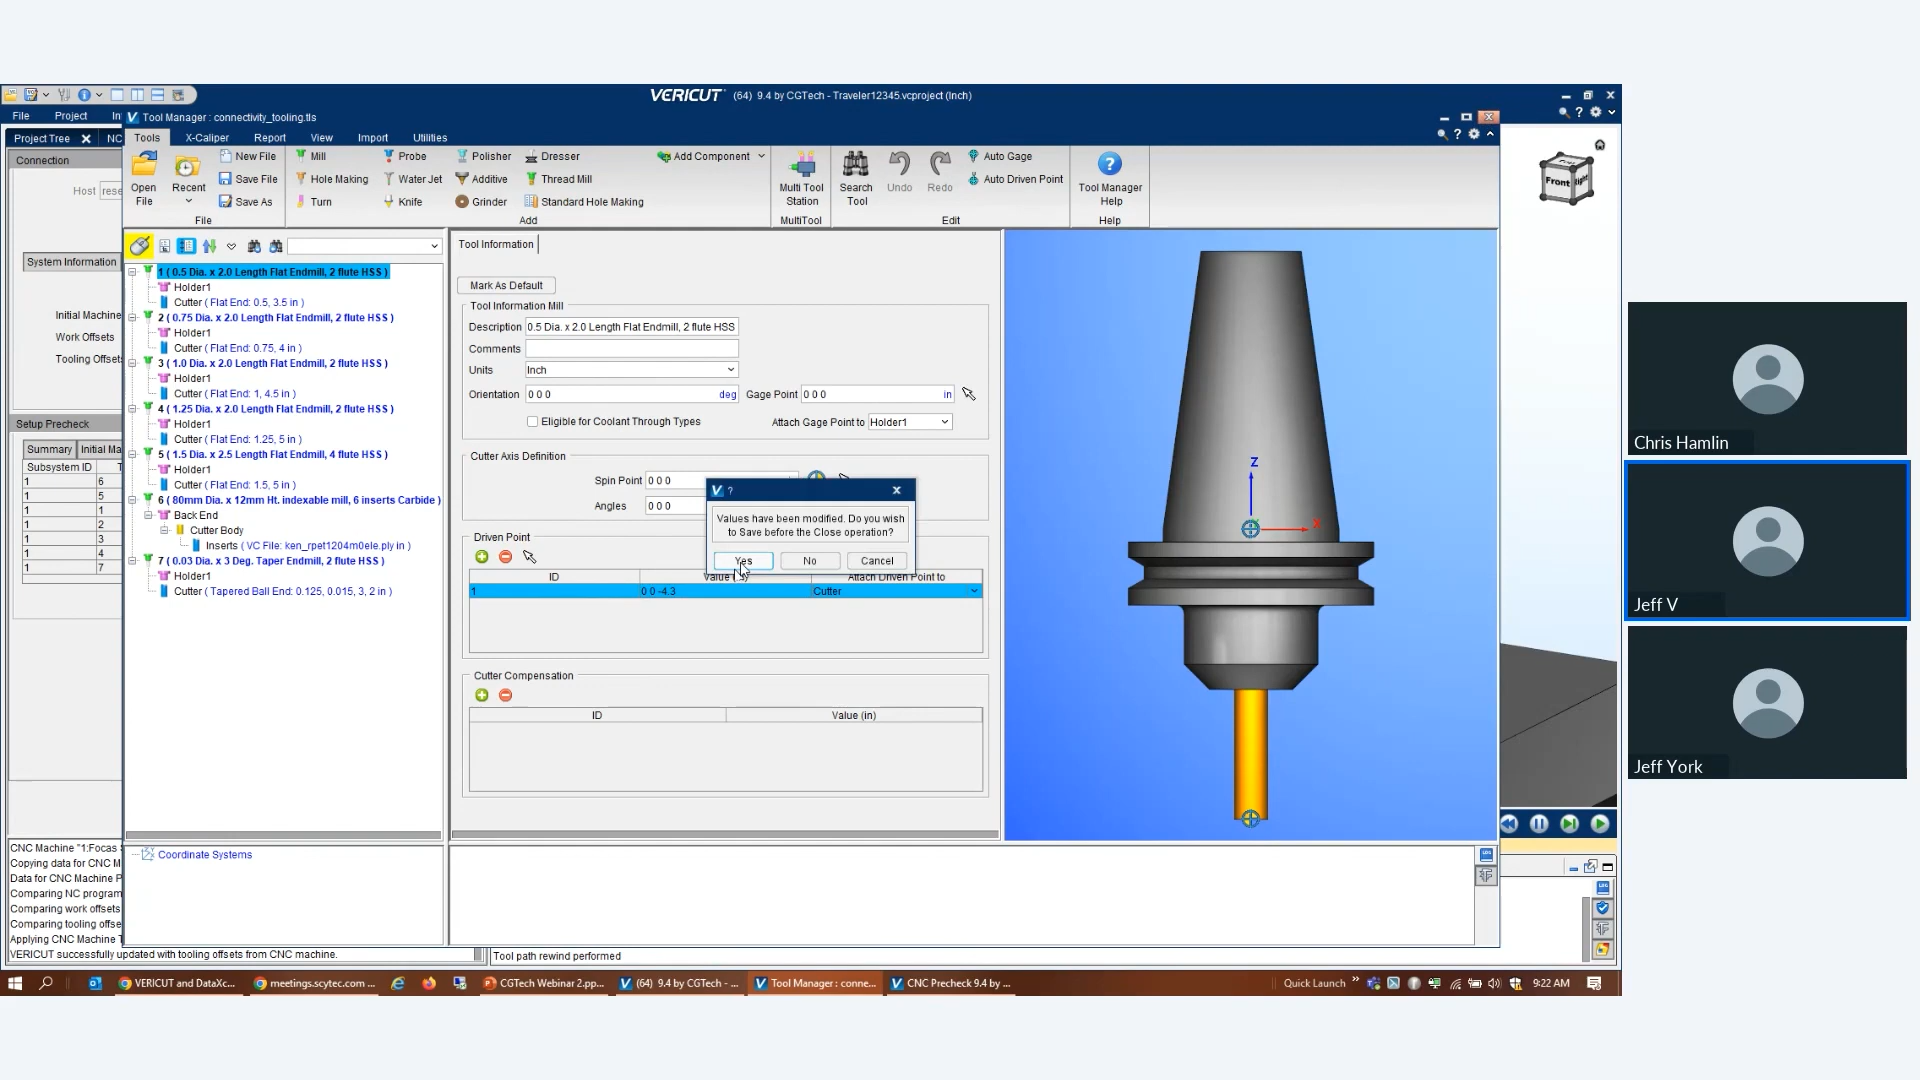 VERICUT (64) 9.4 by CGTech - Traveler12345.vcproject (Inch)
File Project In
Tool Manager : connectivity_tooling.tls
Project Tree NC
Tools X-Caliper Report View Import Utilities
Connection
Host rese
System Information
Initial Machine
Work Offsets
Tooling Offsets
Setup Precheck
Summary Initial Ma
Subsystem ID T
1 6
1 5
1 1
1 2
1 3
1 4
1 7
Open File
Recent
New File
Save File
Save As
File
Mill
Hole Making
Turn
Probe
Water Jet
Knife
Polisher
Additive
Grinder
Dresser
Thread Mill
Standard Hole Making
Add Component
Add
Multi Tool Station
MultiTool
Search Tool
Undo
Redo
Auto Gage
Auto Driven Point
Edit
Tool Manager Help
Help
1 ( 0.5 Dia. x 2.0 Length Flat Endmill, 2 flute HSS )
Holder1
Cutter ( Flat End: 0.5, 3.5 in )
2 ( 0.75 Dia. x 2.0 Length Flat Endmill, 2 flute HSS )
Holder1
Cutter ( Flat End: 0.75, 4 in )
3 ( 1.0 Dia. x 2.0 Length Flat Endmill, 2 flute HSS )
Holder1
Cutter ( Flat End: 1, 4.5 in )
4 ( 1.25 Dia. x 2.0 Length Flat Endmill, 2 flute HSS )
Holder1
Cutter ( Flat End: 1.25, 5 in )
5 ( 1.5 Dia. x 2.5 Length Flat Endmill, 4 flute HSS )
Holder1
Cutter ( Flat End: 1.5, 5 in )
6 ( 80mm Dia. x 12mm Ht. indexable mill, 6 inserts Carbide )
Back End
Cutter Body
Inserts ( VC File: ken_rpet1204m0ele.ply in )
7 ( 0.03 Dia. x 3 Deg. Taper Endmill, 2 flute HSS )
Holder1
Cutter ( Tapered Ball End: 0.125, 0.015, 3, 2 in )
Coordinate Systems
Tool Information
Mark As Default
Tool Information Mill
Description 0.5 Dia. x 2.0 Length Flat Endmill, 2 flute HSS
Comments
Units Inch
Orientation 0 0 0 deg Gage Point 0 0 0 in
Eligible for Coolant Through Types Attach Gage Point to Holder1
Cutter Axis Definition
Spin Point 0 0 0
Angles 0 0 0
Driven Point
ID Value Attach Driven Point to
1 0 0 -4.3 Cutter
Cutter Compensation
ID Value (in)
?
Values have been modified. Do you wish
to Save before the Close operation?
Yes No Cancel
Z
X
Front Right
CNC Machine "1:Focas
Copying data for CNC M
Data for CNC Machine P
Comparing NC program
Comparing work offsets
Comparing tooling offse
Applying CNC Machine T
VERICUT successfully updated with tooling offsets from CNC machine.
Tool path rewind performed
VERICUT and DataXc...
meetings.scytec.com ...
CGTech Webinar 2.pp...
(64) 9.4 by CGTech - ...
Tool Manager : conne...
CNC Precheck 9.4 by ...
Quick Launch
9:22 AM
Chris Hamlin
Jeff V
Jeff York